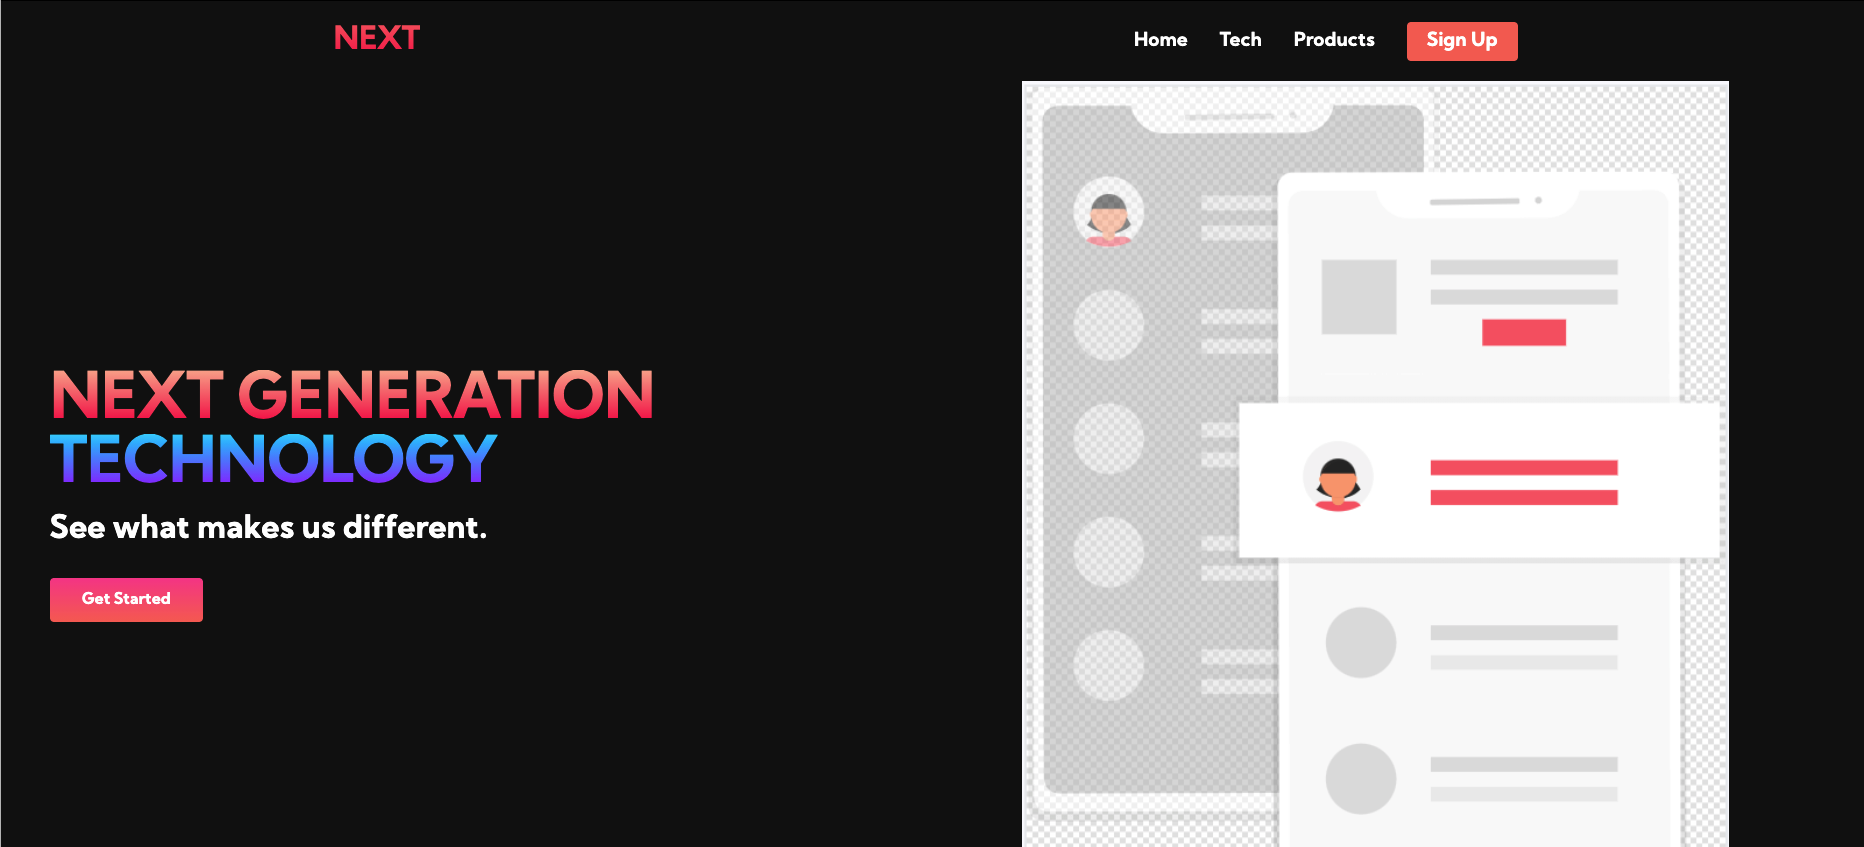 NEXT
Home
Tech
Products
Sign Up
NEXT GENERATION
TECHNOLOGY
See what makes us different.
Get Started